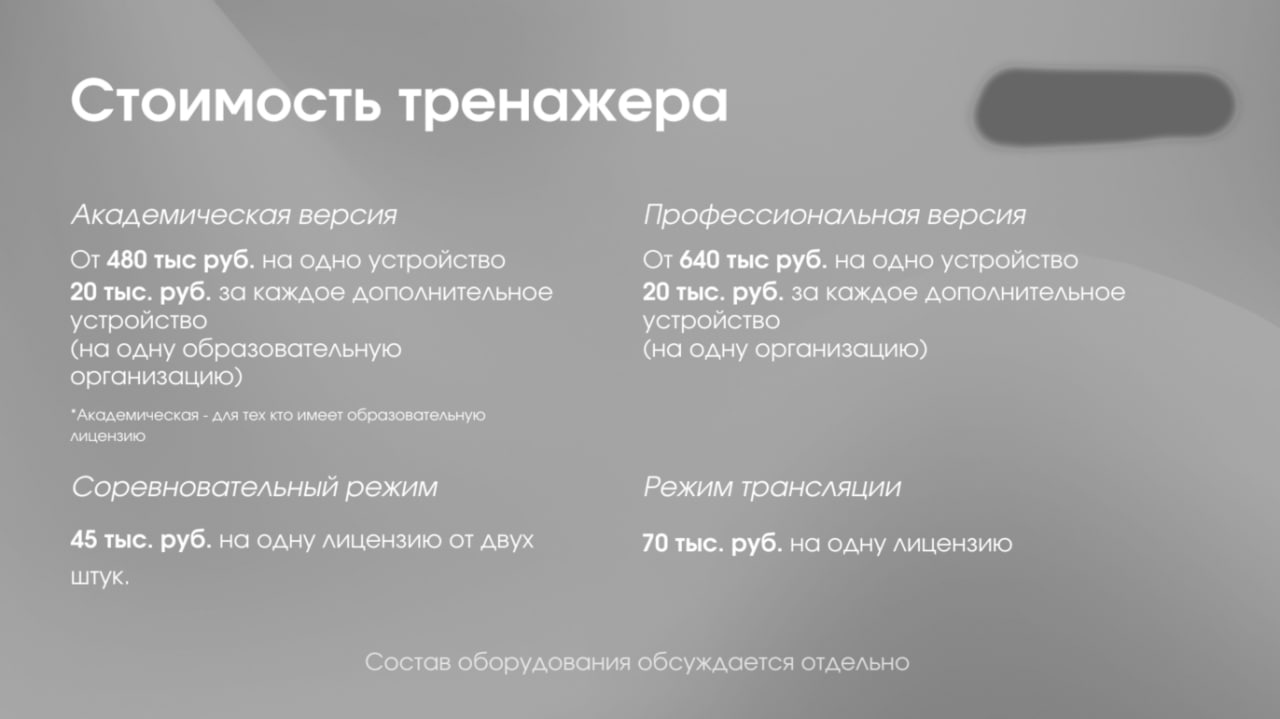 Стоимость тренажера
Академическая версия
От 480 тыс руб. на одно устройство
20 тыс. руб. за каждое дополнительное
устройство
(на одну образовательную
организацию)
*Академическая - для тех кто имеет образовательную
лицензию
Профессиональная версия
От 640 тыс руб. на одно устройство
20 тыс. руб. за каждое дополнительное
устройство
(на одну организацию)
Соревновательный режим
45 тыс. руб. на одну лицензию от двух
штук.
Режим трансляции
70 тыс. руб. на одну лицензию
Состав оборудования обсуждается отдельно